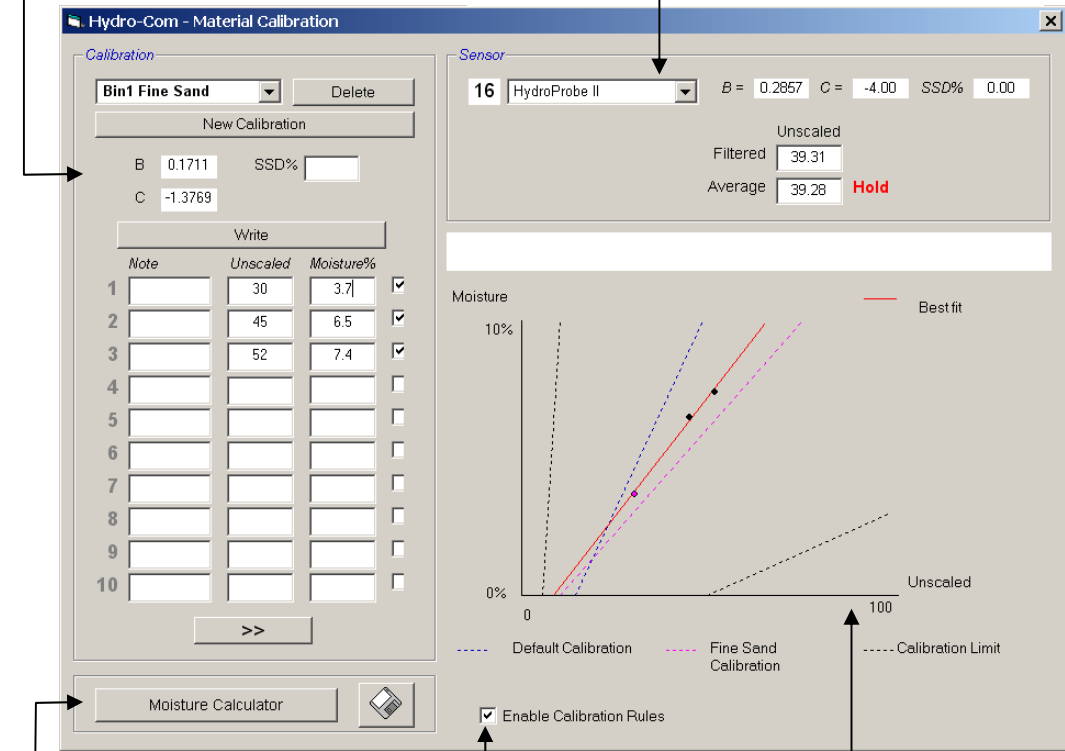 Hydro-Com - Material Calibration
Calibration
Bin1 Fine Sand
Delete
New Calibration
B 0.1711 SSD%
C -1.3769
Write
Note Unscaled Moisture%
1 30 3.7
2 45 6.5
3 52 7.4
4
5
6
7
8
9
10
>>
Moisture Calculator
Sensor
16 HydroProbe II B = 0.2857 C = -4.00 SSD% 0.00
Unscaled
Filtered 39.31
Average 39.28 Hold
Moisture
Best fit
10%
0%
Unscaled
0
100
Default Calibration
Fine Sand
Calibration
Calibration Limit
Enable Calibration Rules